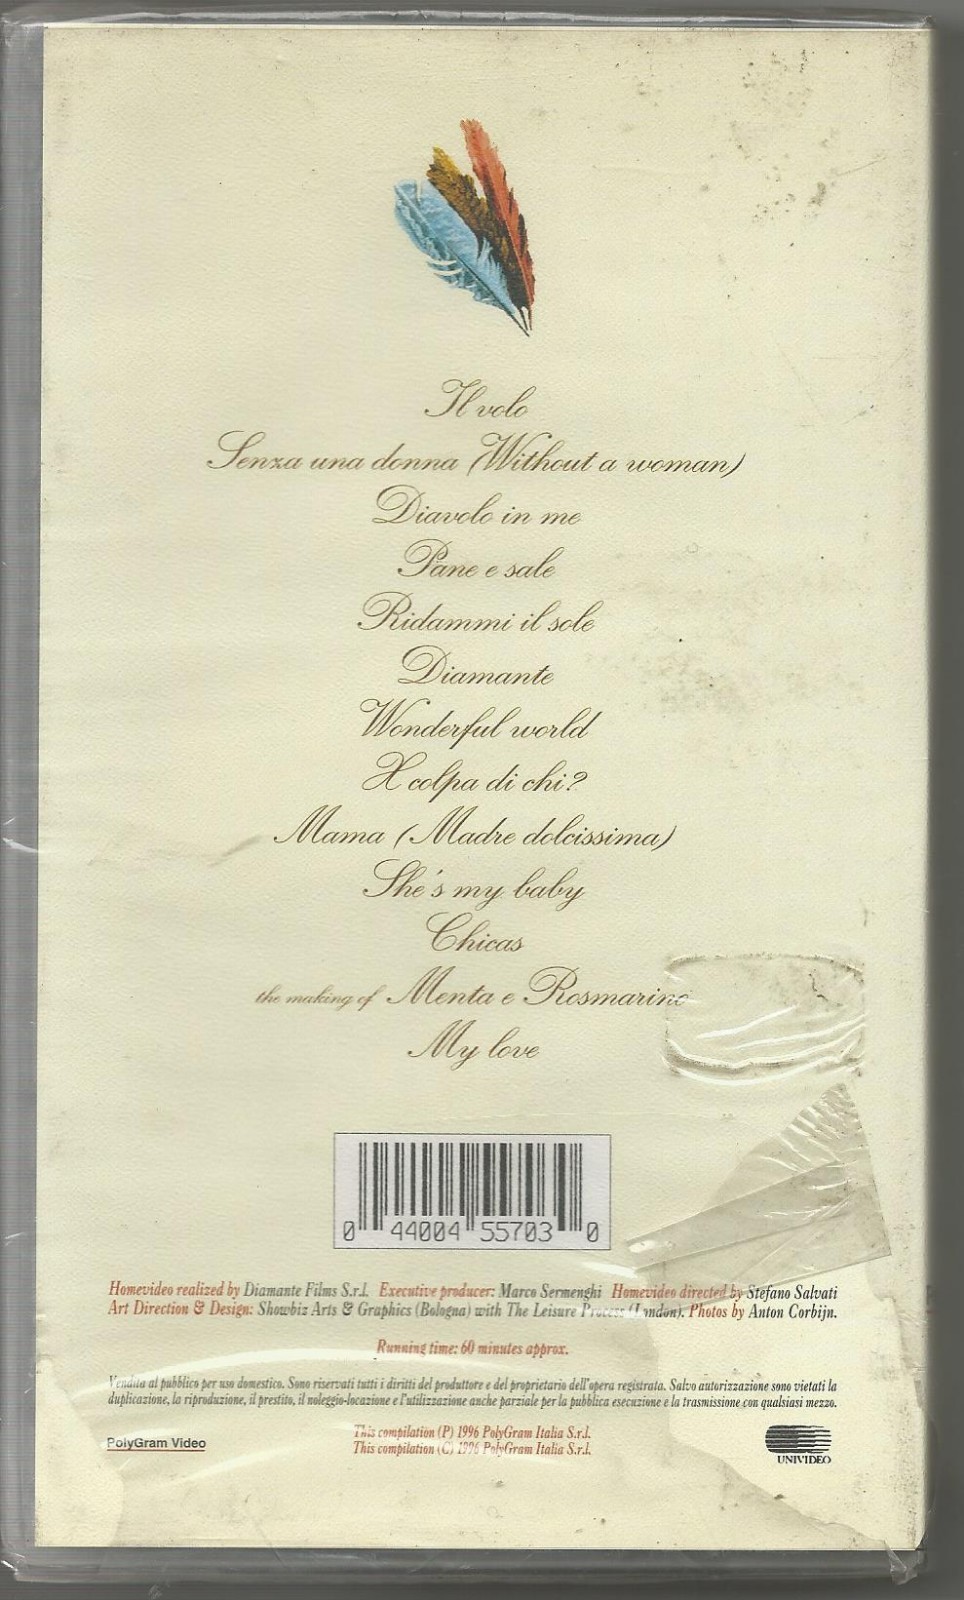 Il volo
Senza una donna (Without a woman)
Diavolo in me
Pane e sale
Ridammi il sole
Diamante
Wonderful world
X colpa di chi?
Mama (Madre dolcissima)
She's my baby
Chicas
the making of Menta e Rosmarino
My love
0 44004 55703 0
Homevideo realized by Diamante Films S.r.l. Executive producer: Marco Sermenghi Homevideo directed by Stefano Salvati
Art Direction & Design: Showbiz Arts & Graphics (Bologna) with The Leisure Process (London). Photos by Anton Corbijn.
Running time: 60 minutes approx.
Vendita al pubblico per uso domestico. Sono riservati tutti i diritti del produttore e del proprietario dell'opera registrata. Salvo autorizzazione sono vietati la
duplicazione, la riproduzione, il prestito, il noleggio-locazione e l'utilizzazione anche parziale per la pubblica esecuzione e la trasmissione con qualsiasi mezzo.
PolyGram Video
This compilation (P) 1996 PolyGram Italia S.r.l.
This compilation (C) 1996 PolyGram Italia S.r.l.
UNIVIDEO